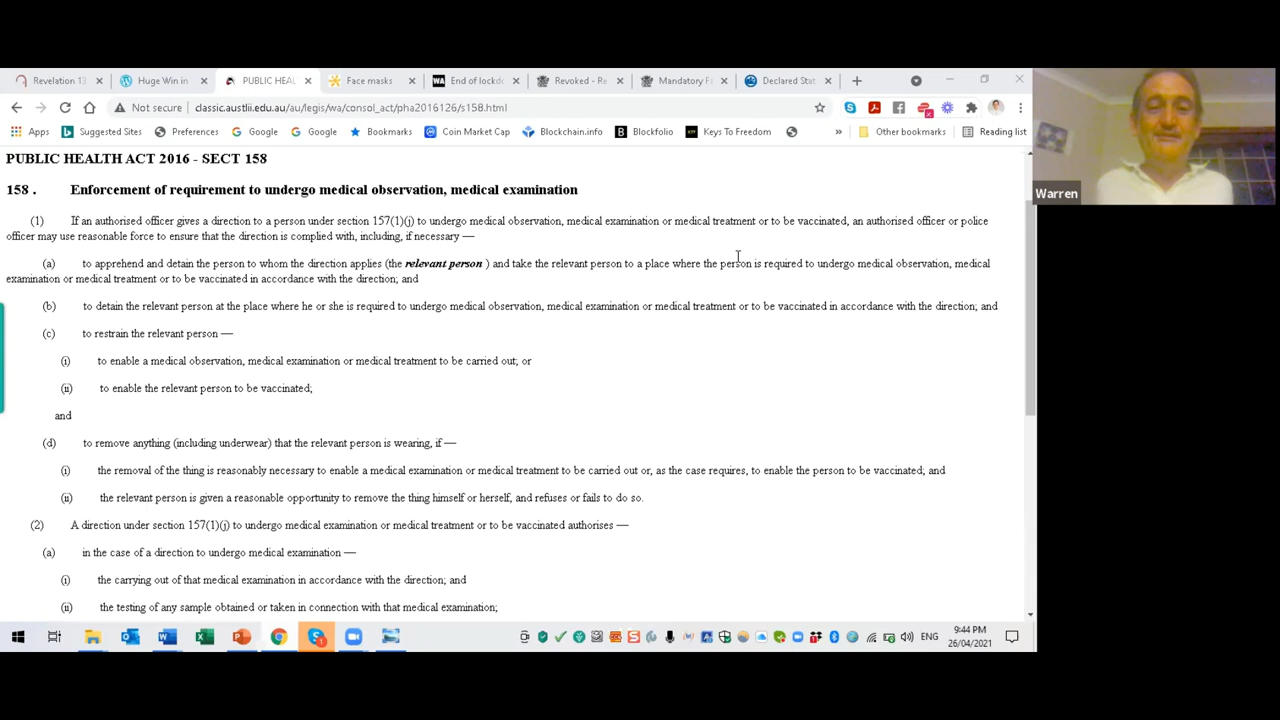 Revelation 13
Huge Win in
PUBLIC HEAL
Face masks
WA
End of lockdo
Revoked - Re
Mandatory F
Declared Stat
Not secure
classic.austlii.edu.au/au/legis/wa/consol_act/pha2016126/s158.html
Apps
Suggested Sites
Preferences
Google
Google
Bookmarks
Coin Market Cap
Blockchain.info
Blockfolio
Keys To Freedom
»
Other bookmarks
Reading list
PUBLIC HEALTH ACT 2016 - SECT 158
158 . Enforcement of requirement to undergo medical observation, medical examination
(1) If an authorised officer gives a direction to a person under section 157(1)(j) to undergo medical observation, medical examination or medical treatment or to be vaccinated, an authorised officer or police
officer may use reasonable force to ensure that the direction is complied with, including, if necessary —
(a) to apprehend and detain the person to whom the direction applies (the relevant person ) and take the relevant person to a place where the person is required to undergo medical observation, medical
examination or medical treatment or to be vaccinated in accordance with the direction; and
(b) to detain the relevant person at the place where he or she is required to undergo medical observation, medical examination or medical treatment or to be vaccinated in accordance with the direction; and
(c) to restrain the relevant person —
(i) to enable a medical observation, medical examination or medical treatment to be carried out; or
(ii) to enable the relevant person to be vaccinated;
and
(d) to remove anything (including underwear) that the relevant person is wearing, if —
(i) the removal of the thing is reasonably necessary to enable a medical examination or medical treatment to be carried out or, as the case requires, to enable the person to be vaccinated; and
(ii) the relevant person is given a reasonable opportunity to remove the thing himself or herself, and refuses or fails to do so.
(2) A direction under section 157(1)(j) to undergo medical examination or medical treatment or to be vaccinated authorises —
(a) in the case of a direction to undergo medical examination —
(i) the carrying out of that medical examination in accordance with the direction; and
(ii) the testing of any sample obtained or taken in connection with that medical examination;
Warren
ENG
9:44 PM
26/04/2021